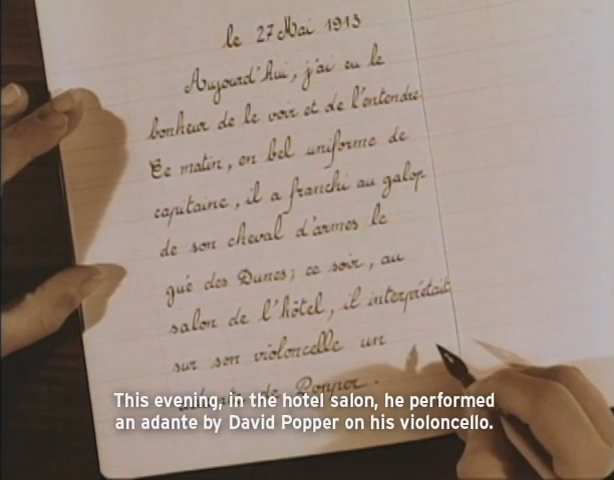 le 27 Mai 1913
Aujourd'hui, j'ai eu le
bonheur de le voir et de l'entendre.
Ce matin, en bel uniforme de
capitaine, il a franchi au galop
de son cheval d'armes le
gué des Dunes; ce soir, au
salon de l'hôtel, il interprétait
sur son violoncelle un
de Popper.
This evening, in the hotel salon, he performed
an adante by David Popper on his violoncello.